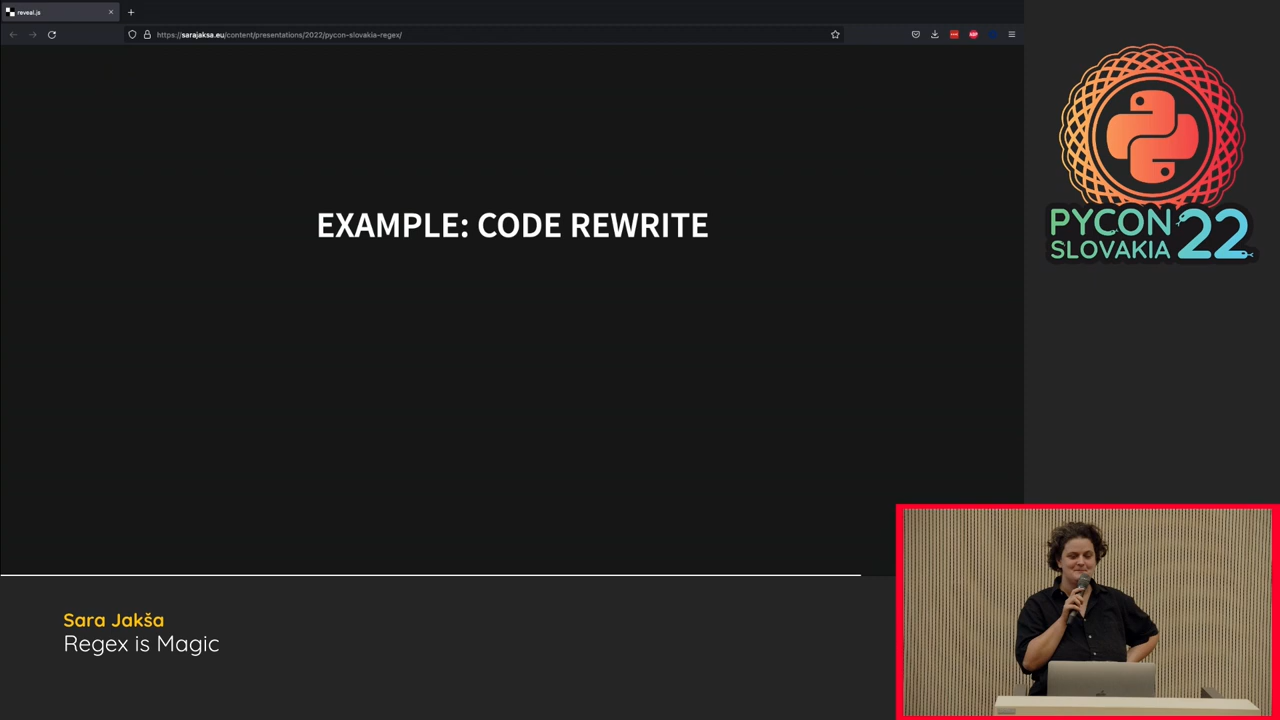 reveal.js
https://sarajaksa.eu/content/presentations/2022/pycon-slovakia-regex/
EXAMPLE: CODE REWRITE
PYCON
SLOVAKIA
22
Sara Jakša
Regex is Magic